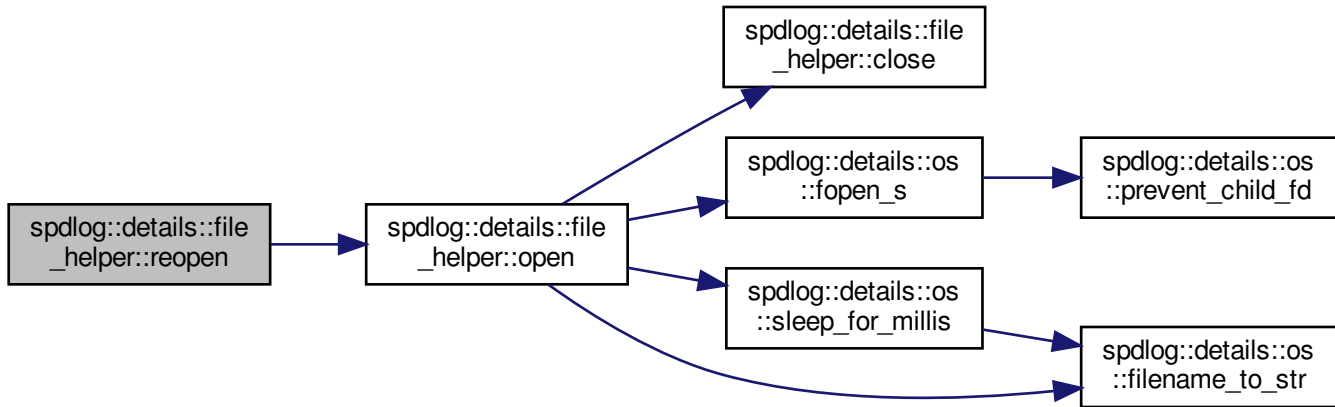 spdlog::details::file
_helper::reopen
spdlog::details::file
_helper::open
spdlog::details::file
_helper::close
spdlog::details::os
::fopen_s
spdlog::details::os
::prevent_child_fd
spdlog::details::os
::sleep_for_millis
spdlog::details::os
::filename_to_str